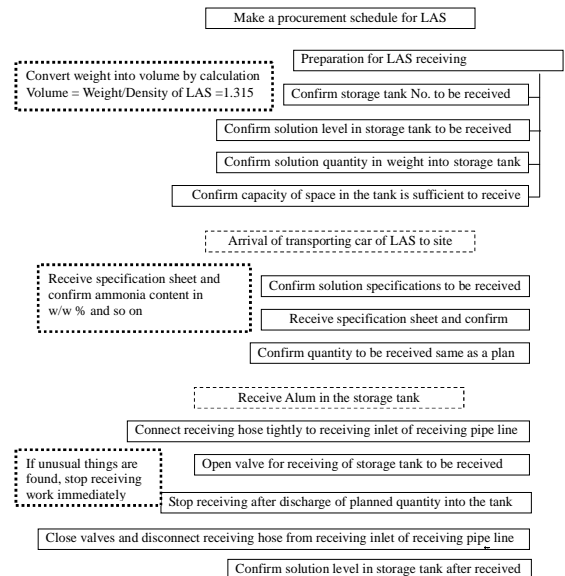 Make a procurement schedule for LAS
Preparation for LAS receiving
Convert weight into volume by calculation
Volume = Weight/Density of LAS =1.315
Confirm storage tank No. to be received
Confirm solution level in storage tank to be received
Confirm solution quantity in weight into storage tank
Confirm capacity of space in the tank is sufficient to receive
Arrival of transporting car of LAS to site
Receive specification sheet and
confirm ammonia content in
w/w % and so on
Confirm solution specifications to be received
Receive specification sheet and confirm
Confirm quantity to be received same as a plan
Receive Alum in the storage tank
Connect receiving hose tightly to receiving inlet of receiving pipe line
If unusual things are
found, stop receiving
work immediately
Open valve for receiving of storage tank to be received
Stop receiving after discharge of planned quantity into the tank
Close valves and disconnect receiving hose from receiving inlet of receiving pipe line
Confirm solution level in storage tank after received